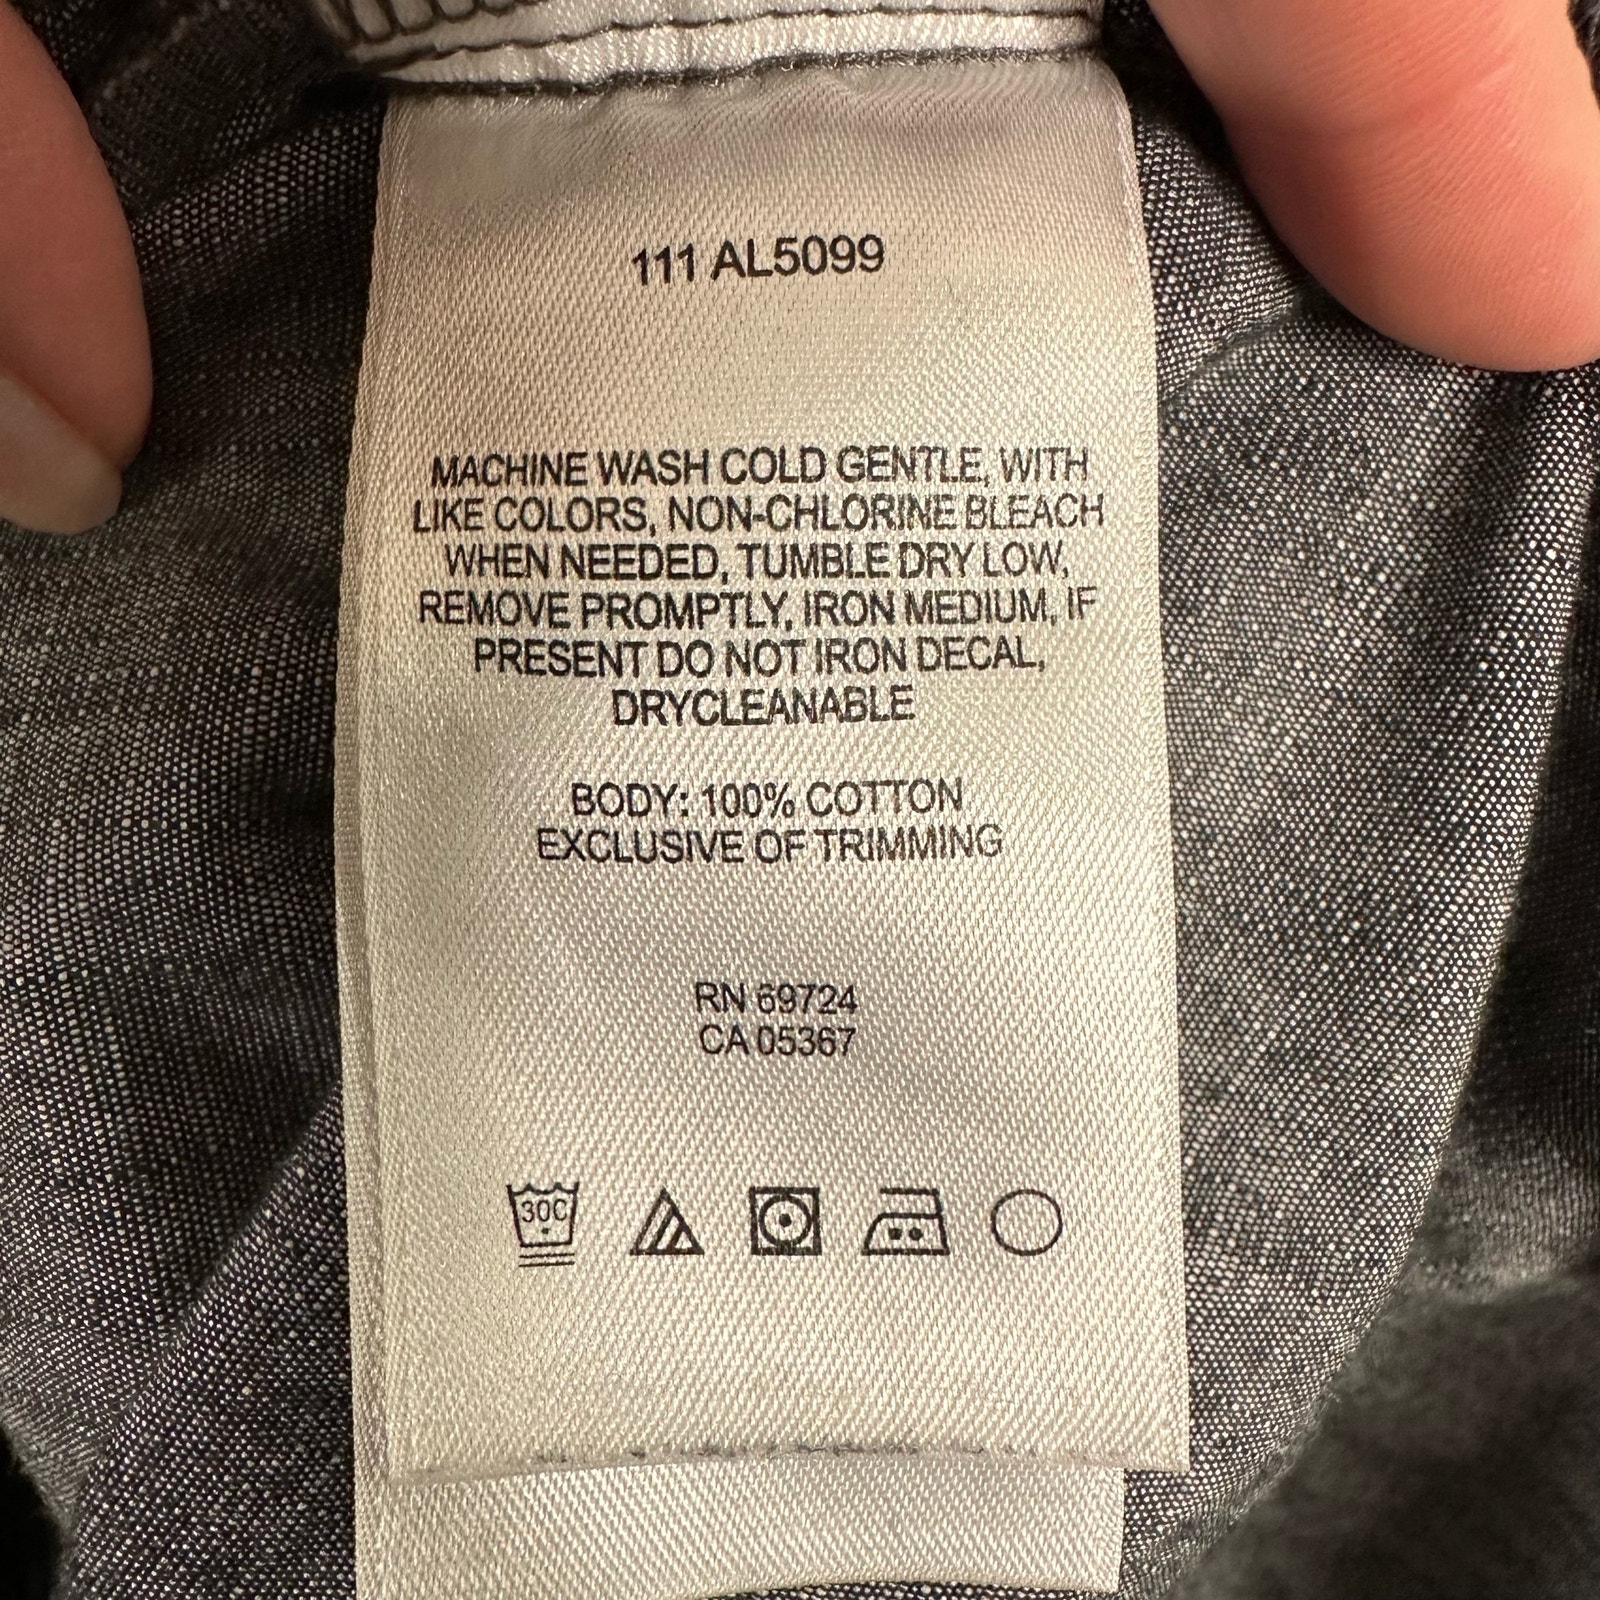 111 AL5099
MACHINE WASH COLD GENTLE, WITH
LIKE COLORS, NON-CHLORINE BLEACH
WHEN NEEDED, TUMBLE DRY LOW,
REMOVE PROMPTLY, IRON MEDIUM, IF
PRESENT DO NOT IRON DECAL,
DRYCLEANABLE
BODY: 100% COTTON
EXCLUSIVE OF TRIMMING
RN 69724
CA 05367
30C